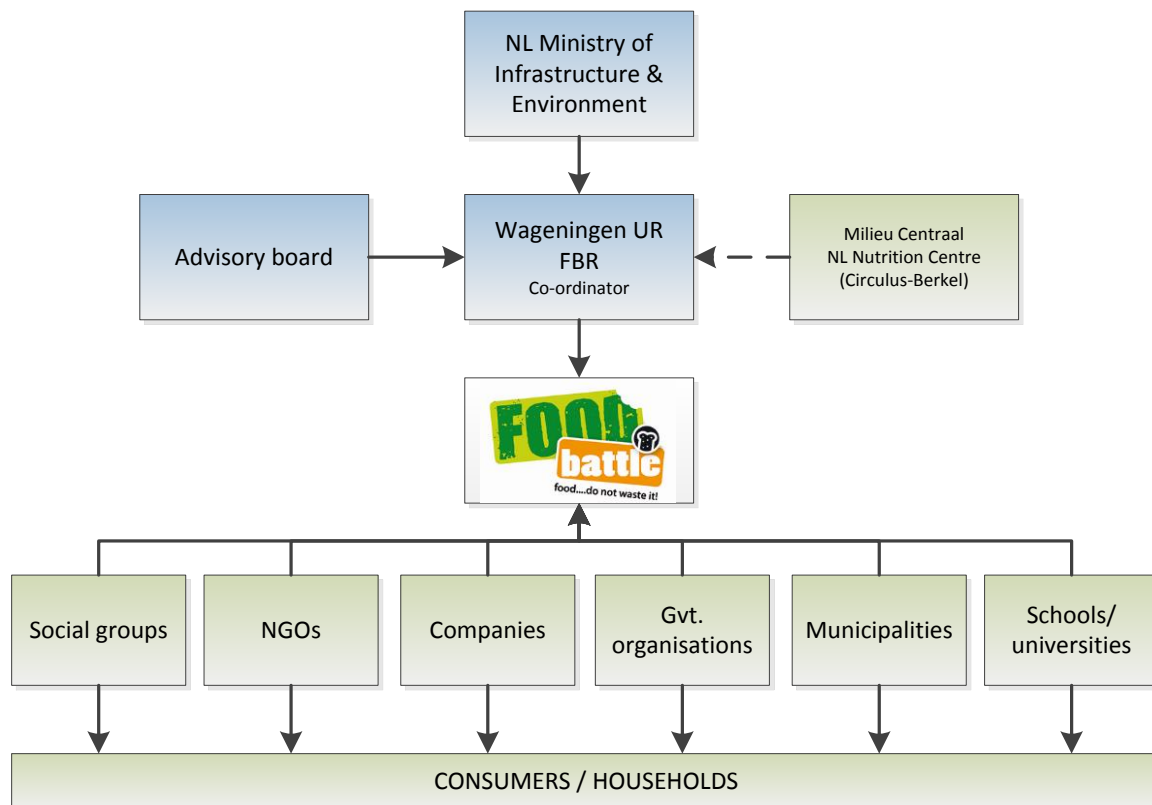 NL Ministry of
Infrastructure &
Environment
Advisory board
Wageningen UR
FBR
Co-ordinator
Milieu Centraal
NL Nutrition Centre
(Circulus-Berkel)
FOOD
battle
food....do not waste it!
Social groups
NGOs
Companies
Gvt.
organisations
Municipalities
Schools/
universities
CONSUMERS / HOUSEHOLDS